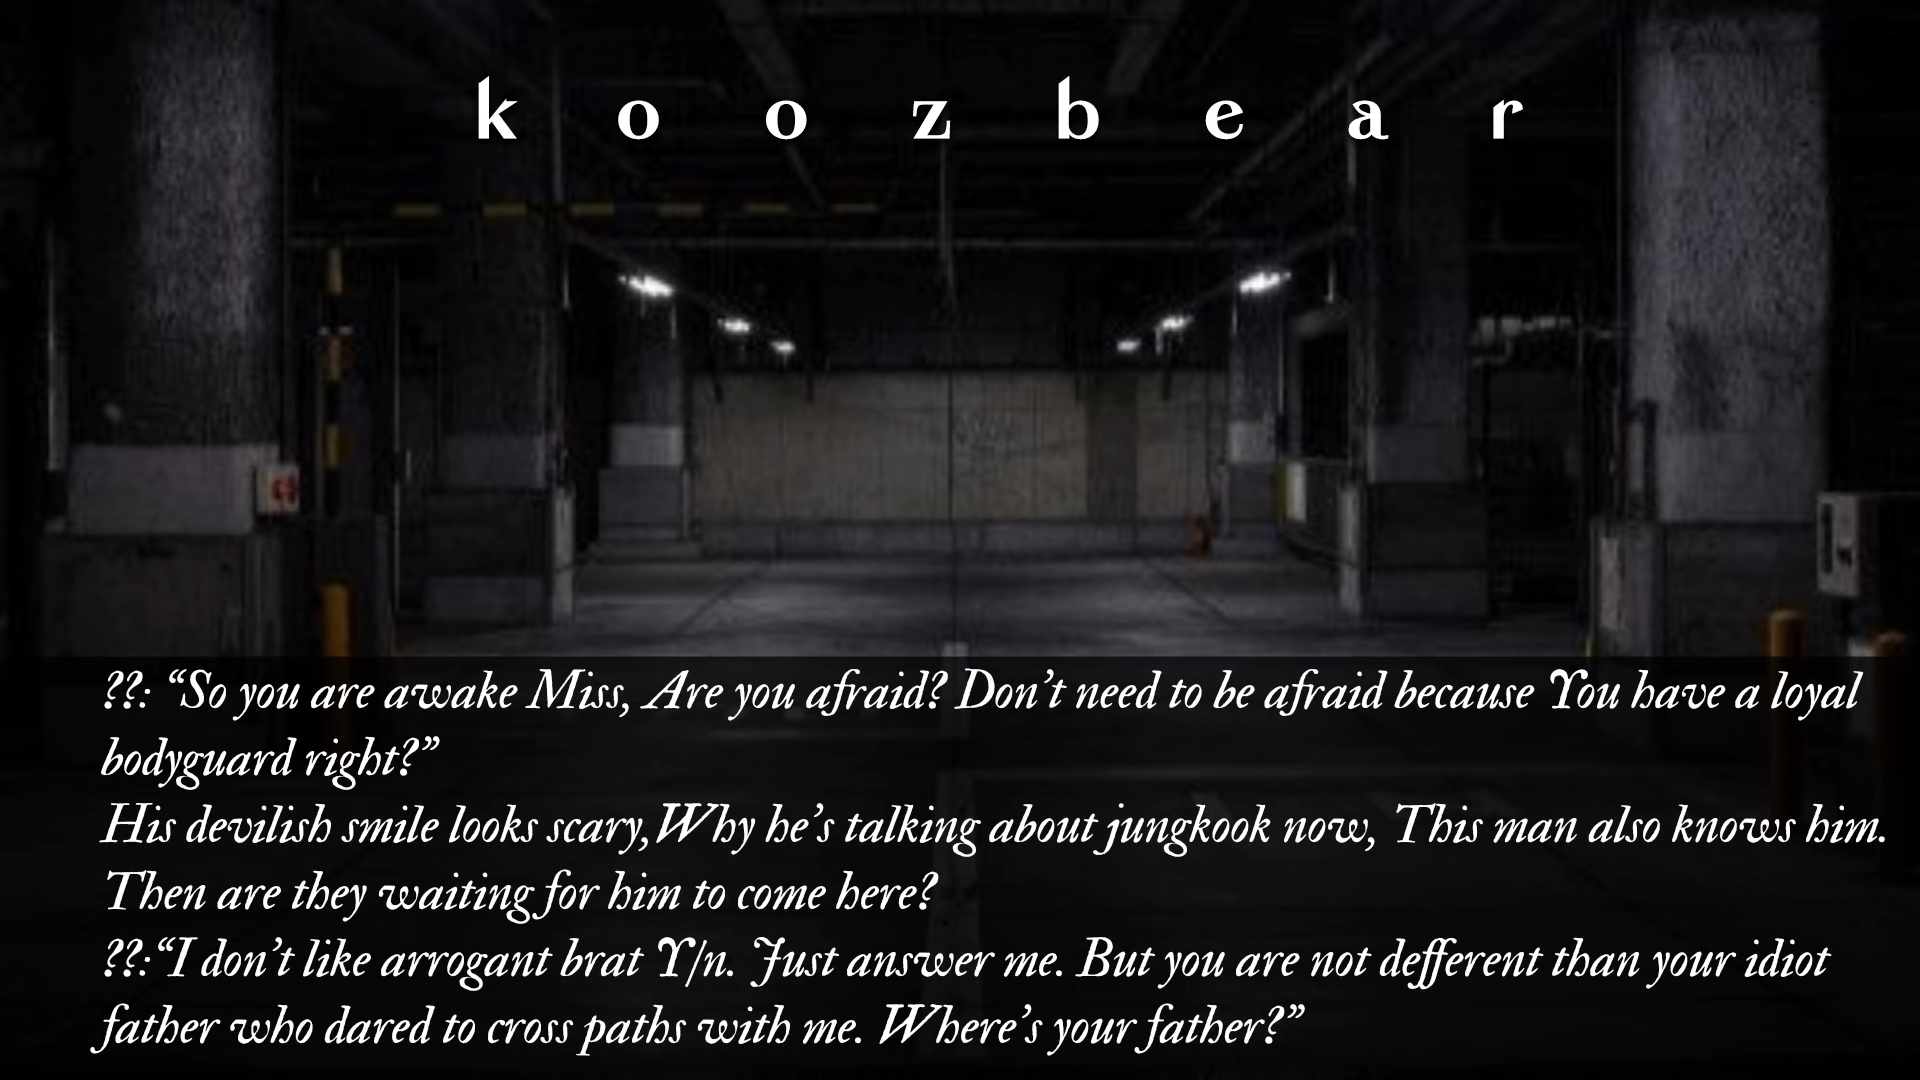 k o o z b e a r
??: “So you are awake Miss, Are you afraid? Don’t need to be afraid because You have a loyal
bodyguard right?”
His devilish smile looks scary,Why he’s talking about jungkook now, This man also knows him.
Then are they waiting for him to come here?
??:“I don’t like arrogant brat Y/n. Just answer me. But you are not defferent than your idiot
father who dared to cross paths with me. Where’s your father?”